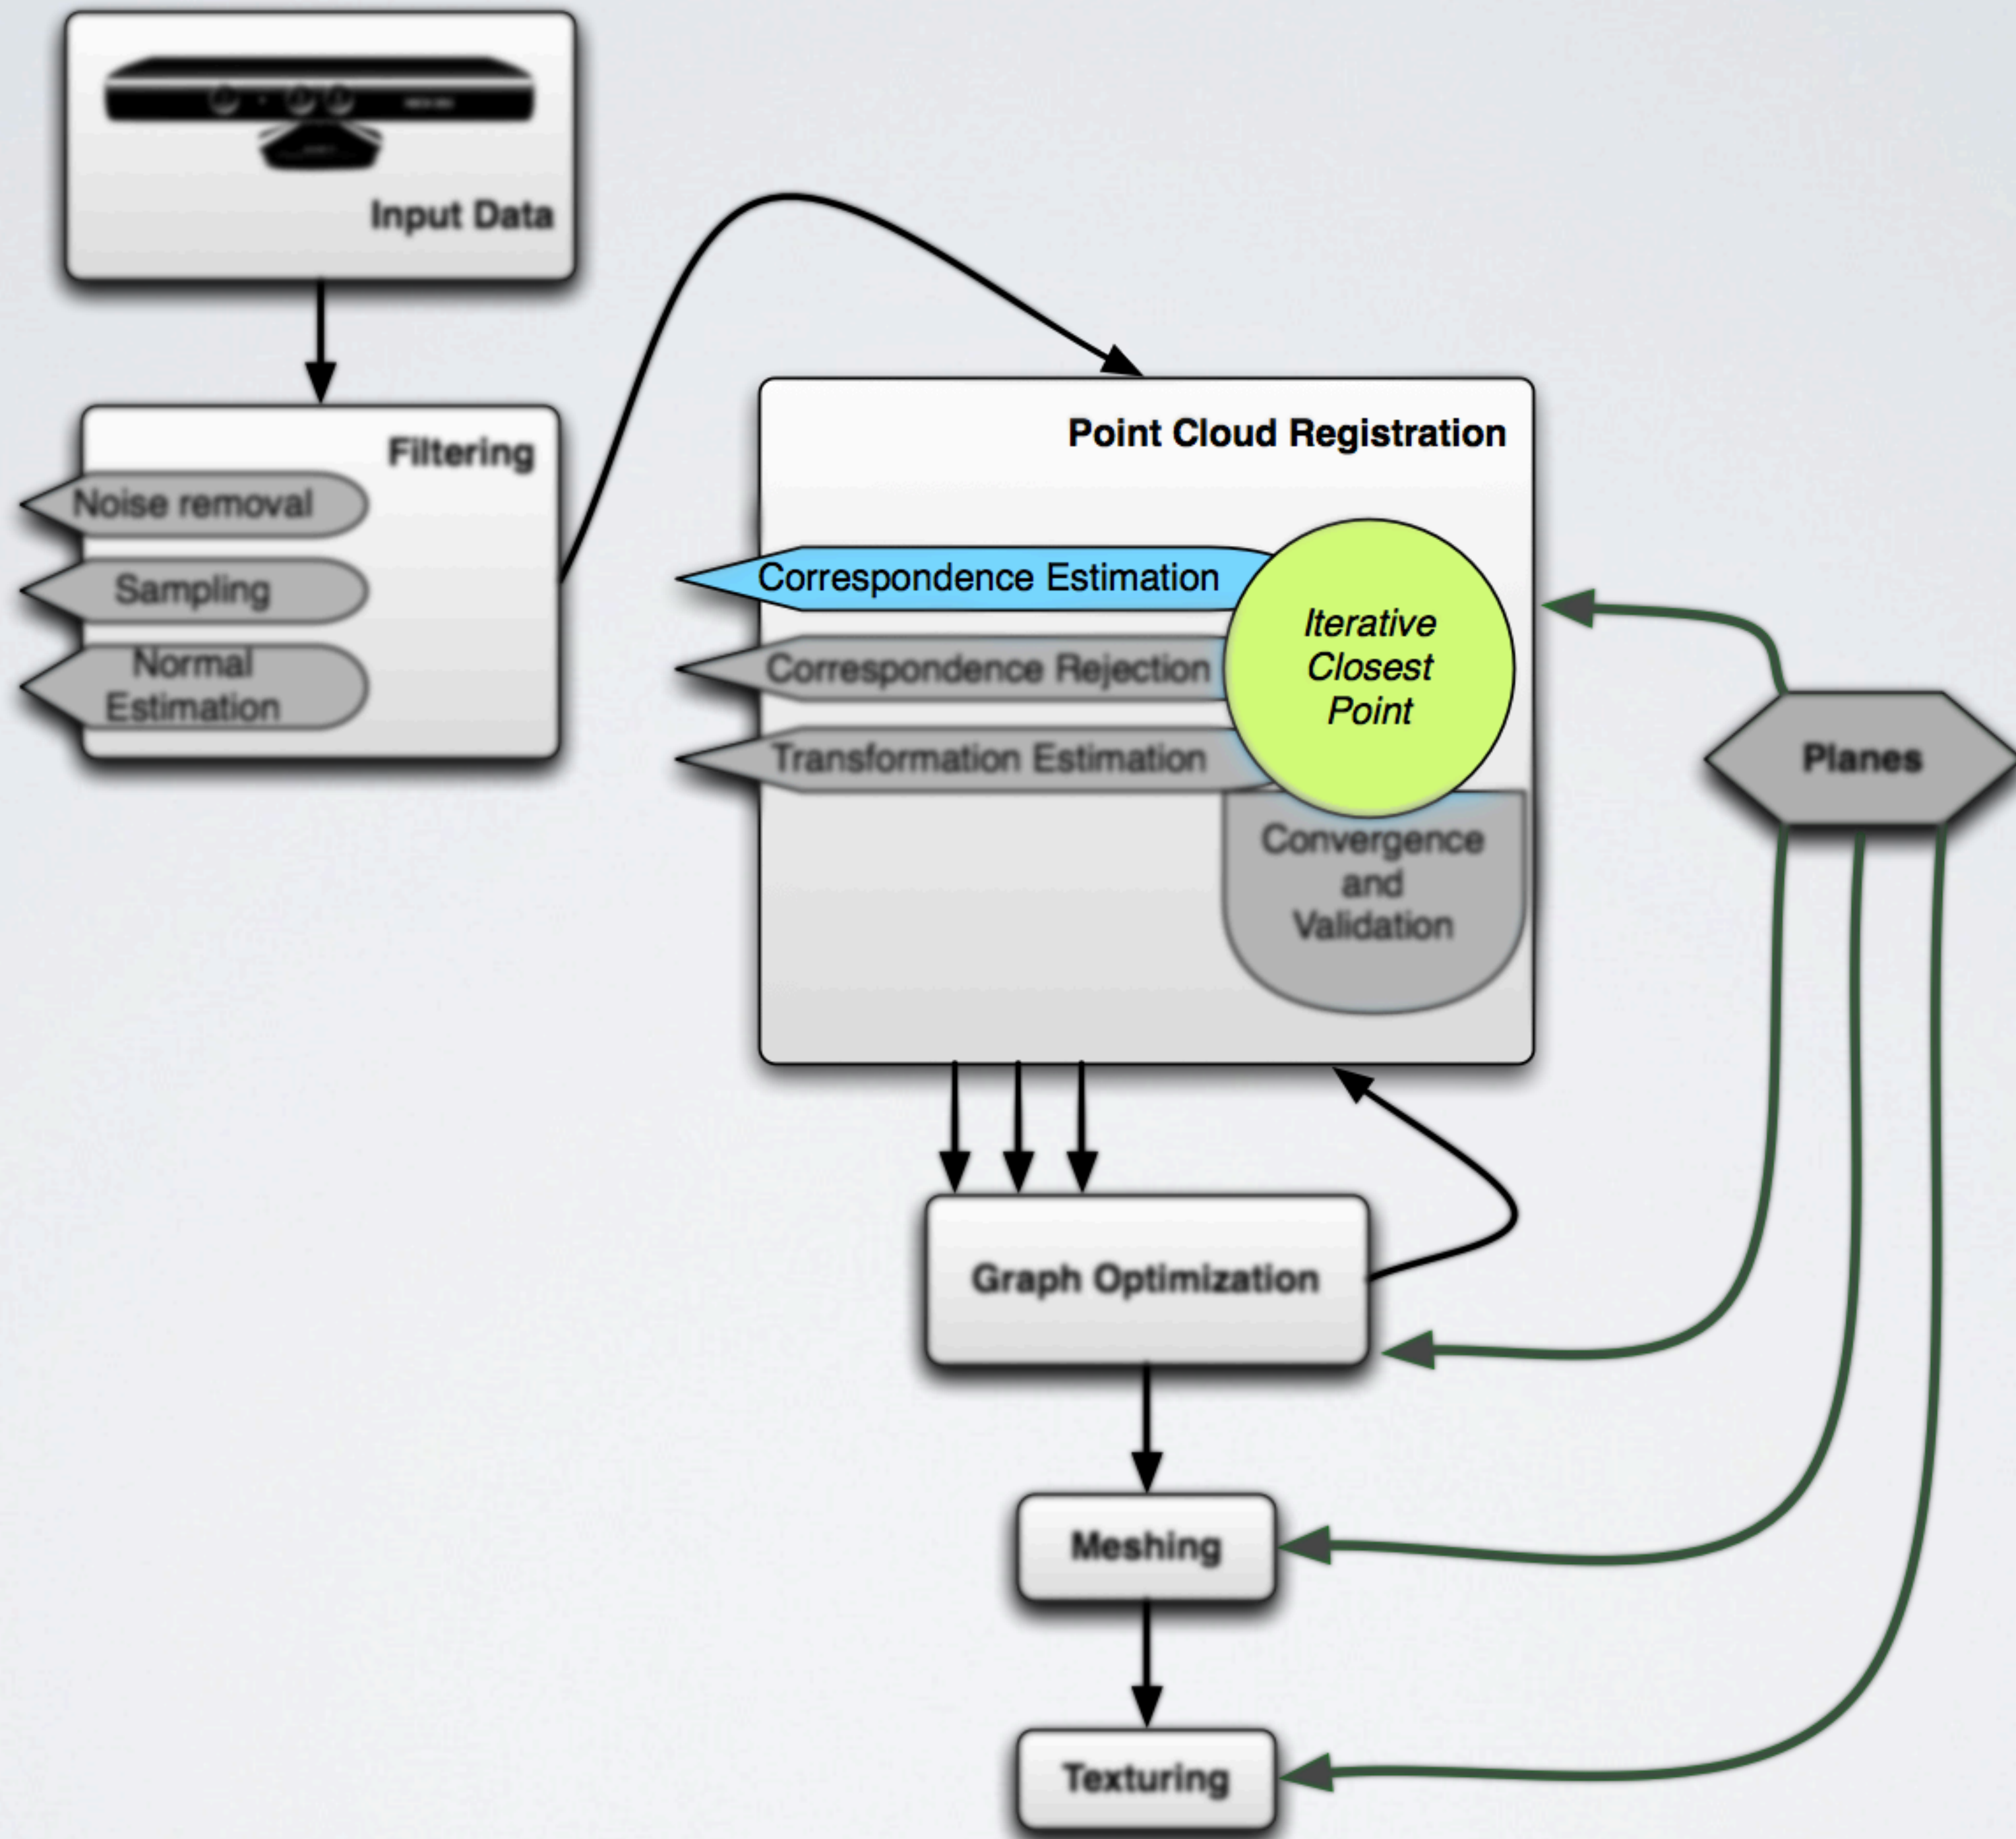 Input Data
Filtering
Noise removal
Sampling
Normal
Estimation
Point Cloud Registration
Correspondence Estimation
Correspondence Rejection
Transformation Estimation
Iterative
Closest
Point
Convergence
and
Validation
Planes
Graph Optimization
Meshing
Texturing